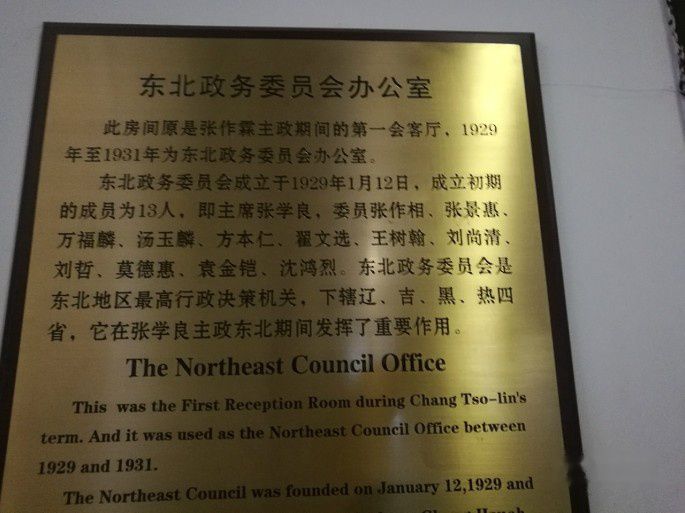 东北政务委员会办公室
此房间原是张作霖主政期间的第一会客厅，1929
年至1931年为东北政务委员会办公室。
东北政务委员会成立于1929年1月12日，成立初期
的成员为13人，即主席张学良，委员张作相、张景惠、
万福麟、汤玉麟、方本仁、翟文选、王树翰、刘尚清、
刘哲、莫德惠、袁金铠、沈鸿烈。东北政务委员会是
东北地区最高行政决策机关，下辖辽、吉、黑、热四
省，它在张学良主政东北期间发挥了重要作用。
The Northeast Council Office
This was the First Reception Room during Chang Tso-lin's
term. And it was used as the Northeast Council Office between
1929 and 1931.
The Northeast Council was founded on January 12,1929 and